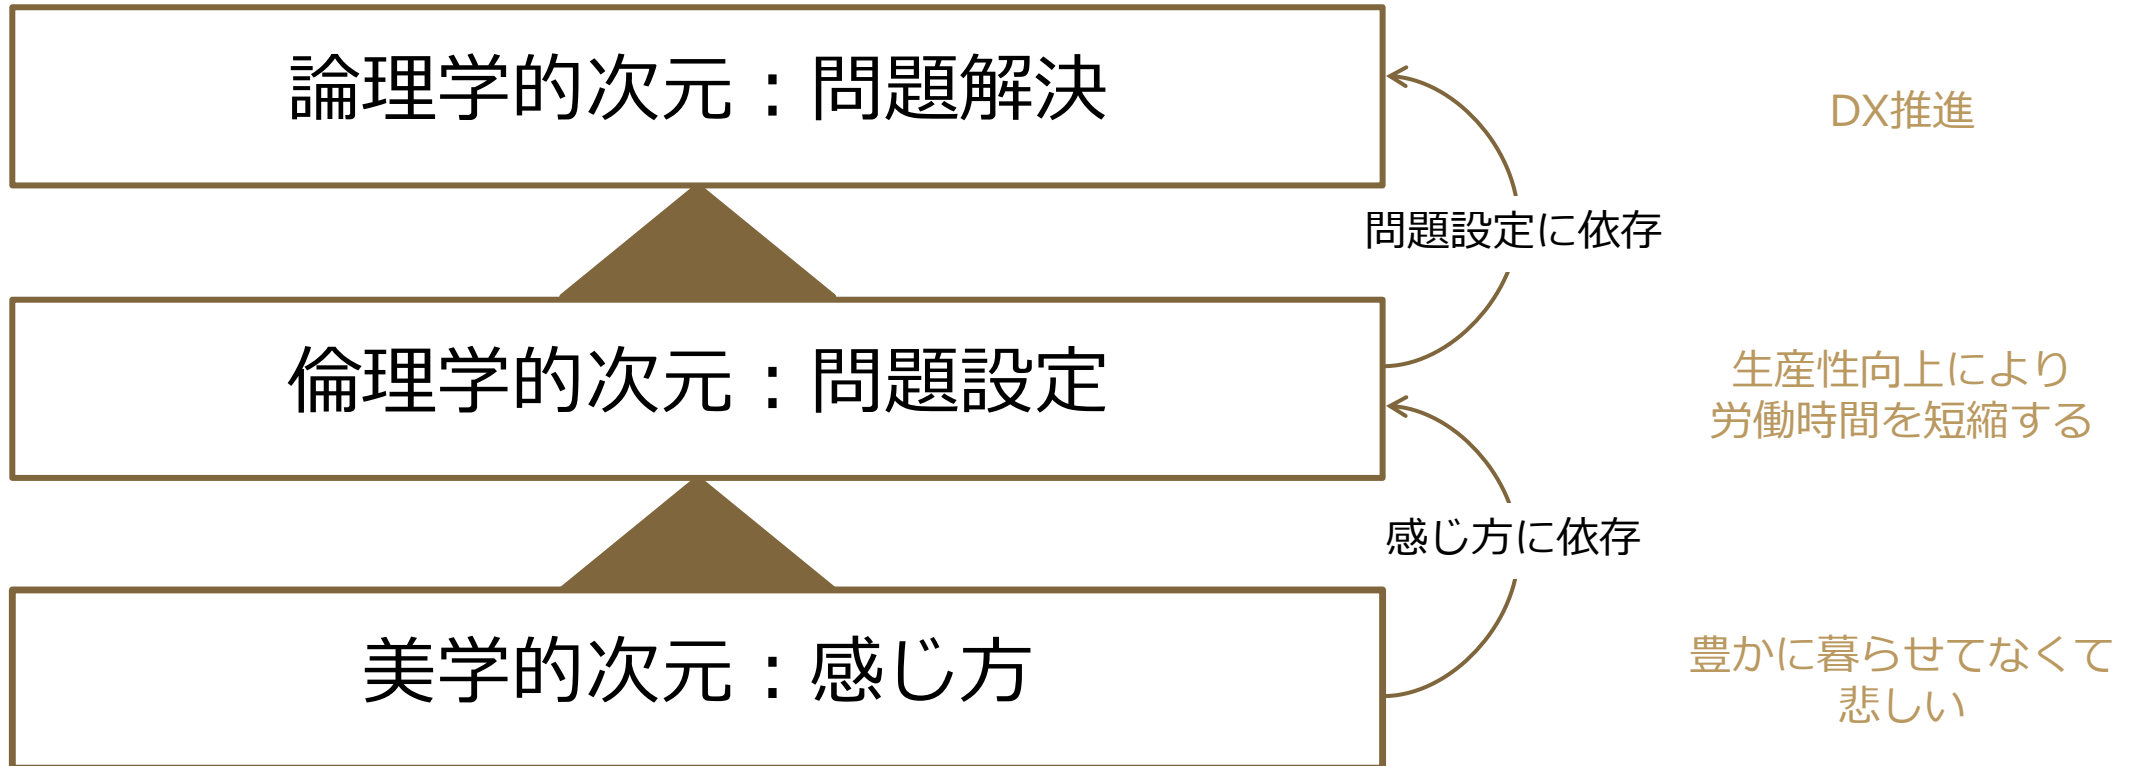 論理学的次元：問題解決
DX推進
問題設定に依存
倫理学的次元：問題設定
生産性向上により
労働時間を短縮する
感じ方に依存
美学的次元：感じ方
豊かに暮らせてなくて
悲しい